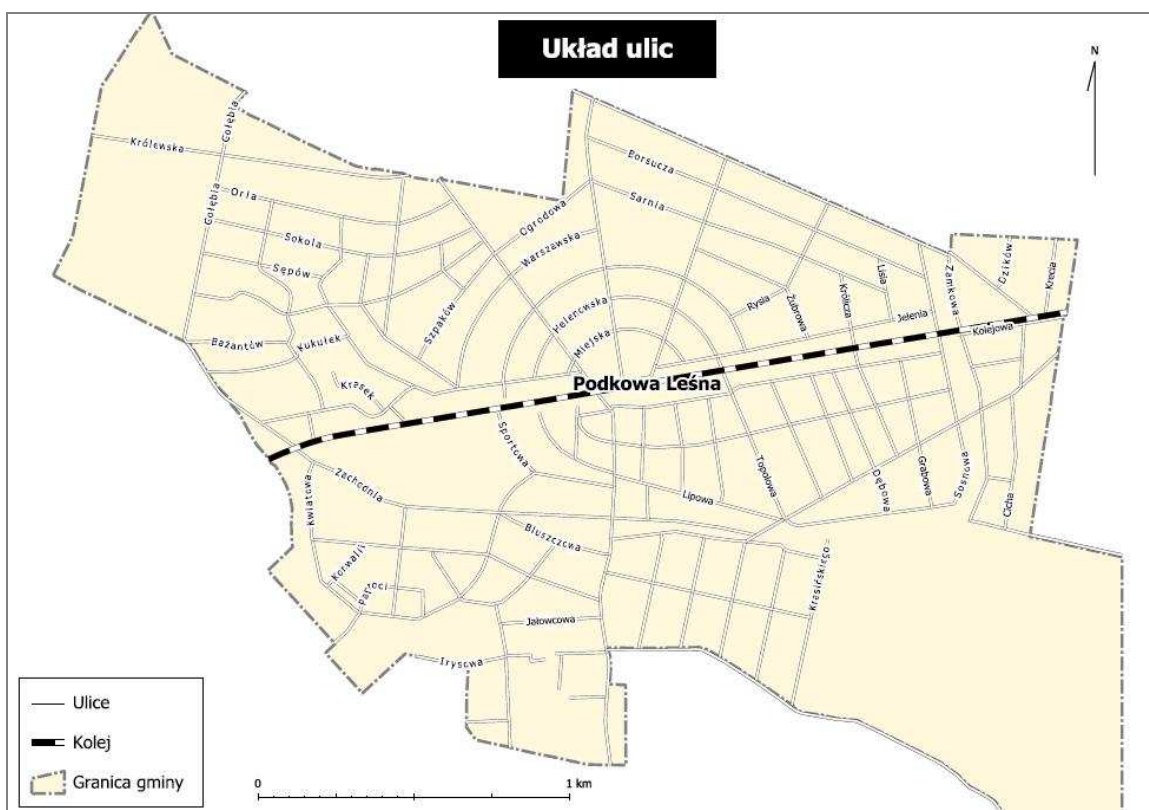 Układ ulic
N
Gołębia
Królewska
Borsucza
Orla
Gołębia
Sarnia
Ogrodowa
Sokola
Warszawska
Sępów
Lisia
Zamkowa
Dzików
Krecia
Helenowska
Rysia
Żubrowa
Królicza
Szpaków
Jelenia
Kolejowa
Miejska
Bażantów
Kukułek
Krasek
Podkowa Leśna
Sportowa
Zachodnia
Topolowa
Dębowa
Grabowa
Sosnowa
Kwiatowa
Lipowa
Cicha
Bluszczowa
Konwalii
Paproci
Krasińskiego
Jałowcowa
Irysowa
Ulice
Kolej
Granica gminy
0
1 km